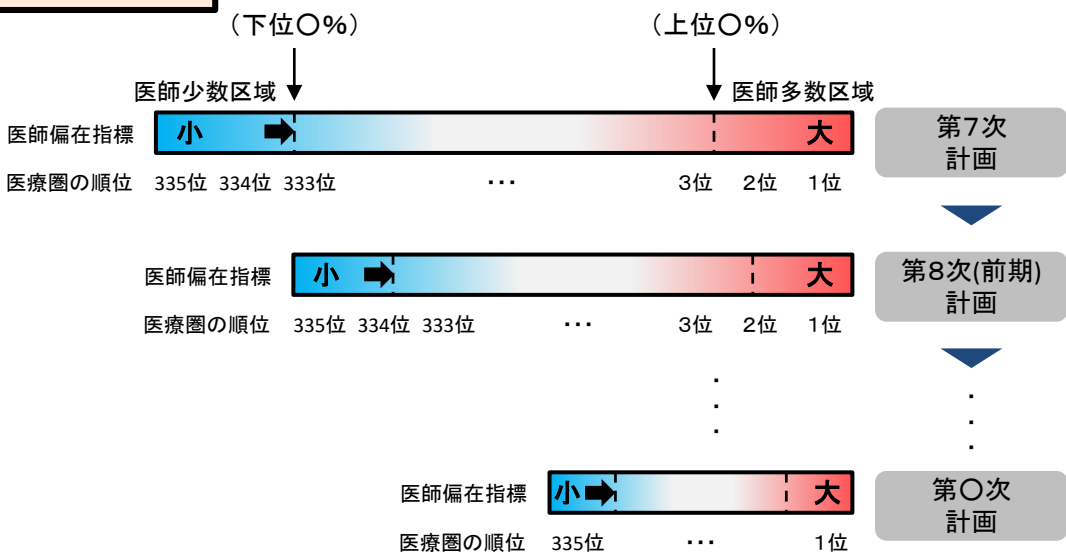 （下位〇％）
（上位〇％）
医師少数区域
医師多数区域
医師偏在指標
小
大
第７次
計画
医療圏の順位 335位 334位 333位 ･･･ ３位 ２位 １位
医師偏在指標
小
大
第８次(前期)
計画
医療圏の順位 335位 334位 333位 ･･･ ３位 ２位 １位
・
・
・
・
・
・
医師偏在指標
小
大
第〇次
計画
医療圏の順位 335位 ･･･ １位